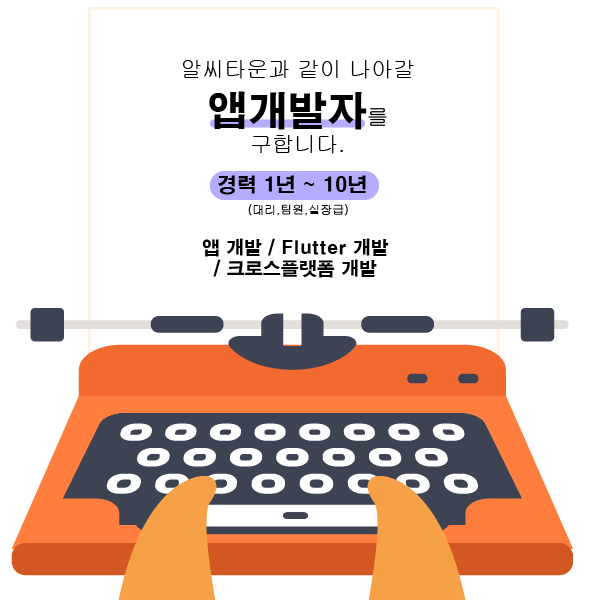 알씨타운과 같이 나아갈
앱개발자를
구합니다.
경력 1년 ~ 10년
(대리,팀원,실장급)
앱 개발 / Flutter 개발
/ 크로스플랫폼 개발